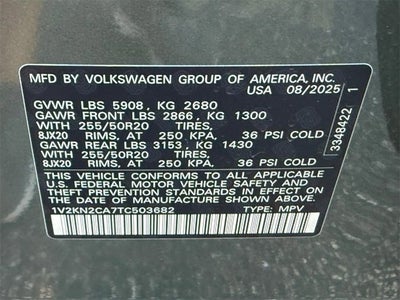 MFD BY VOLKSWAGEN GROUP OF AMERICA, INC.
USA 08/2025
GVWR LBS 5908, KG 2680
GAWR FRONT LBS 2866, KG 1300
WITH 255/50R20 TIRES,
8JX20 RIMS, AT 250 KPA, 36 PSI COLD
GAWR REAR LBS 3153, KG 1430
WITH 255/50R20 TIRES,
8JX20 RIMS, AT 250 KPA, 36 PSI COLD
THIS VEHICLE CONFORMS TO ALL APPLICABLE
U.S. FEDERAL MOTOR VEHICLE SAFETY AND
THEFT PREVENTION STANDARDS IN EFFECT ON
THE DATE OF MANUFACTURE SHOWN ABOVE.
1V2KN2CA7TC503682 TYPE: MPV
3348422 1